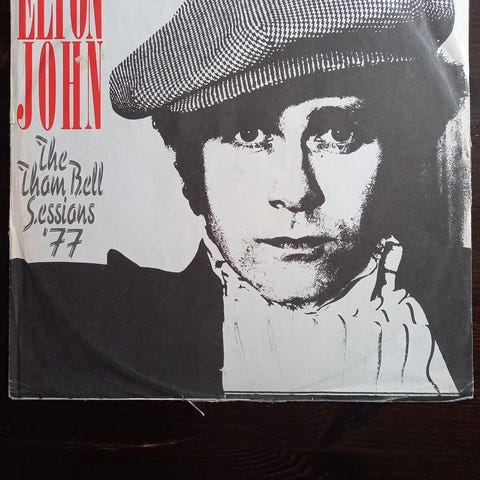 ELTON
JOHN
The
Thom Bell
Sessions
'77